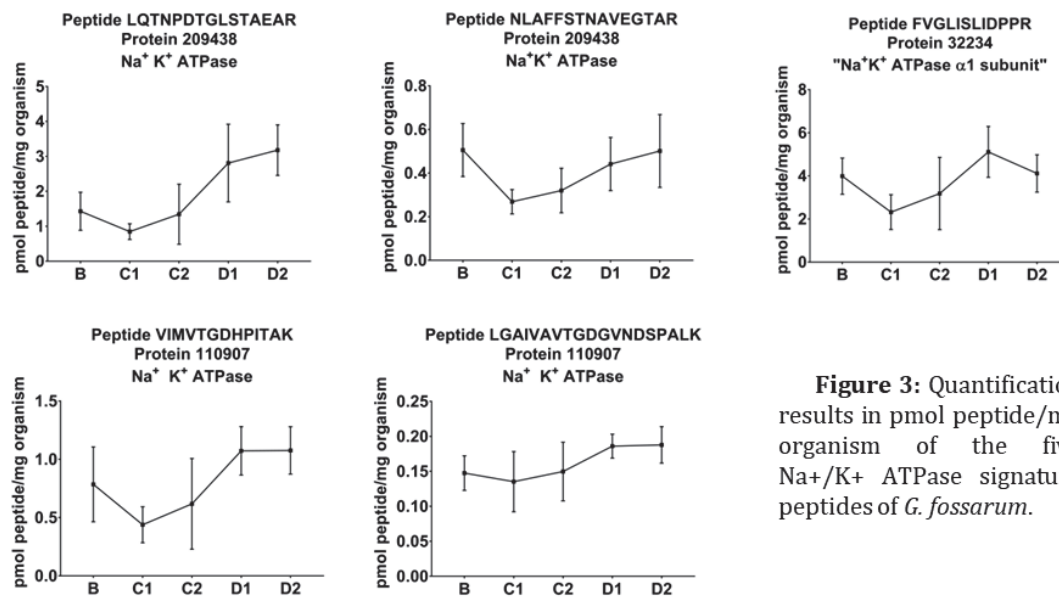 Peptide LQTNPDTGLSTAEAR
Protein 209438
Na⁺ K⁺ ATPase
pmol peptide/mg organism
5
4
3
2
1
0
B C1 C2 D1 D2
Peptide NLAFFSTNAVEGTAR
Protein 209438
Na⁺K⁺ ATPase
pmol peptide/mg organism
0.8
0.6
0.4
0.2
0.0
B C1 C2 D1 D2
Peptide FVGLISLIDPPR
Protein 32234
"Na⁺K⁺ ATPase α1 subunit"
pmol peptide/mg organism
8
6
4
2
0
B C1 C2 D1 D2
Peptide VIMVTGDHPITAK
Protein 110907
Na⁺ K⁺ ATPase
pmol peptide/mg organism
1.5
1.0
0.5
0.0
B C1 C2 D1 D2
Peptide LGAIVAVTGDGVNDSPALK
Protein 110907
Na⁺ K⁺ ATPase
pmol peptide/mg organism
0.25
0.20
0.15
0.10
0.05
0.00
B C1 C2 D1 D2
Figure 3: Quantificatio
results in pmol peptide/m
organism of the fiv
Na+/K+ ATPase signatu
peptides of G. fossarum.